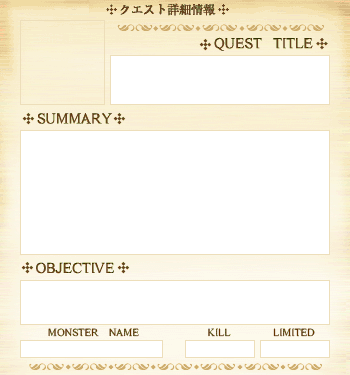 クエスト詳細情報
QUEST TITLE
SUMMARY
OBJECTIVE
MONSTER NAME KILL LIMITED